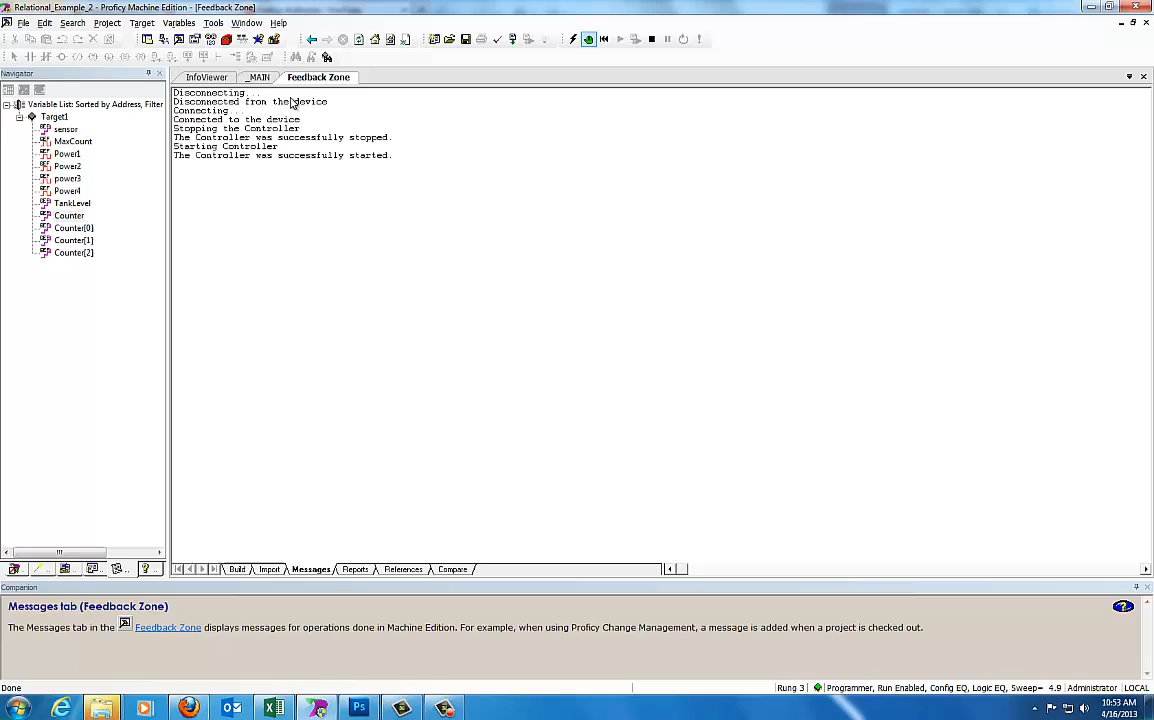 Relational_Example_2 - Proficy Machine Edition - [Feedback Zone]
File Edit Search Project Target Variables Tools Window Help
Navigator
InfoViewer _MAIN Feedback Zone
Variable List: Sorted by Address, Filter
Target1
sensor
MaxCount
Power1
Power2
power3
Power4
TankLevel
Counter
Counter[0]
Counter[1]
Counter[2]
Disconnecting...
Disconnected from the device
Connecting...
Connected to the device
Stopping the Controller
The Controller was successfully stopped.
Starting Controller
The Controller was successfully started.
Build Import Messages Reports References Compare
Companion
Messages tab (Feedback Zone)
The Messages tab in the Feedback Zone displays messages for operations done in Machine Edition. For example, when using Proficy Change Management, a message is added when a project is checked out.
Done
Rung 3 Programmer, Run Enabled, Config EQ, Logic EQ, Sweep= 4.9 Administrator LOCAL
10:53 AM
4/16/2013